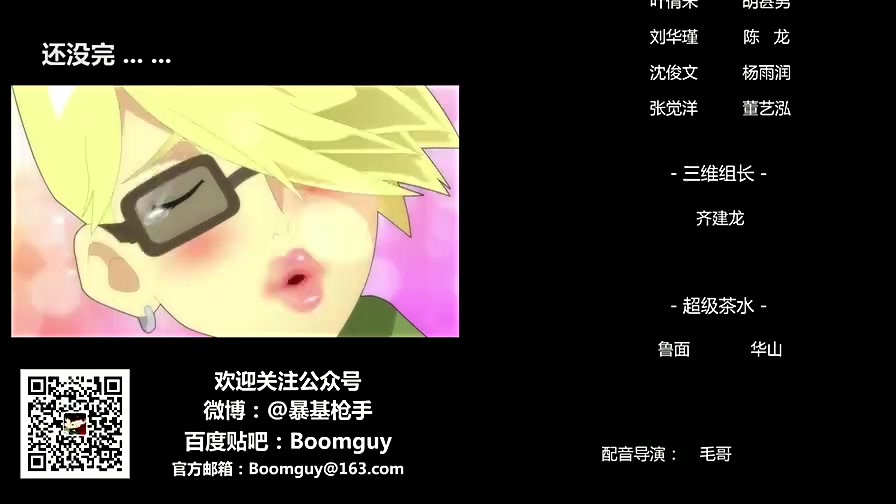 还没完 ... ...
欢迎关注公众号
微博：@暴基枪手
百度贴吧：Boomguy
官方邮箱：Boomguy@163.com
刘华瑾 陈 龙
沈俊文 杨雨润
张觉洋 董艺泓
- 三维组长 -
齐建龙
- 超级茶水 -
鲁面 华山
配音导演： 毛哥